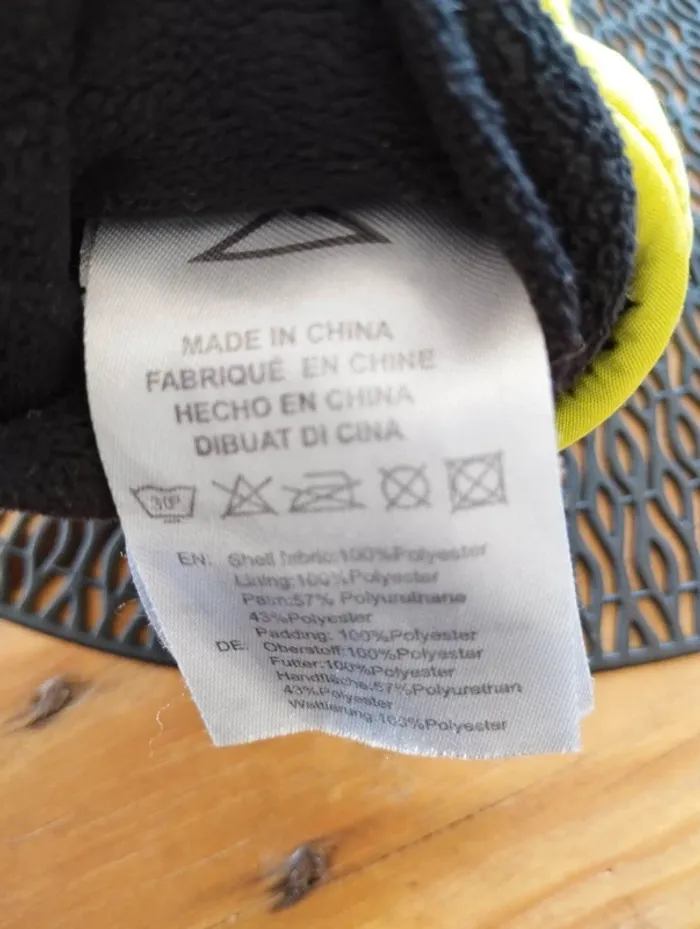 MADE IN CHINA
FABRIQUÉ EN CHINE
HECHO EN CHINA
DIBUAT DI CINA
30º
EN: Shell fabric:100%Polyester
Lining:100%Polyester
Palm:57% Polyurethane
43%Polyester
Padding: 100%Polyester
DE: Oberstoff:100%Polyester
Futter:100%Polyester
Handfläche:57%Polyurethan
43%Polyester
Wattierung:100%Polyester